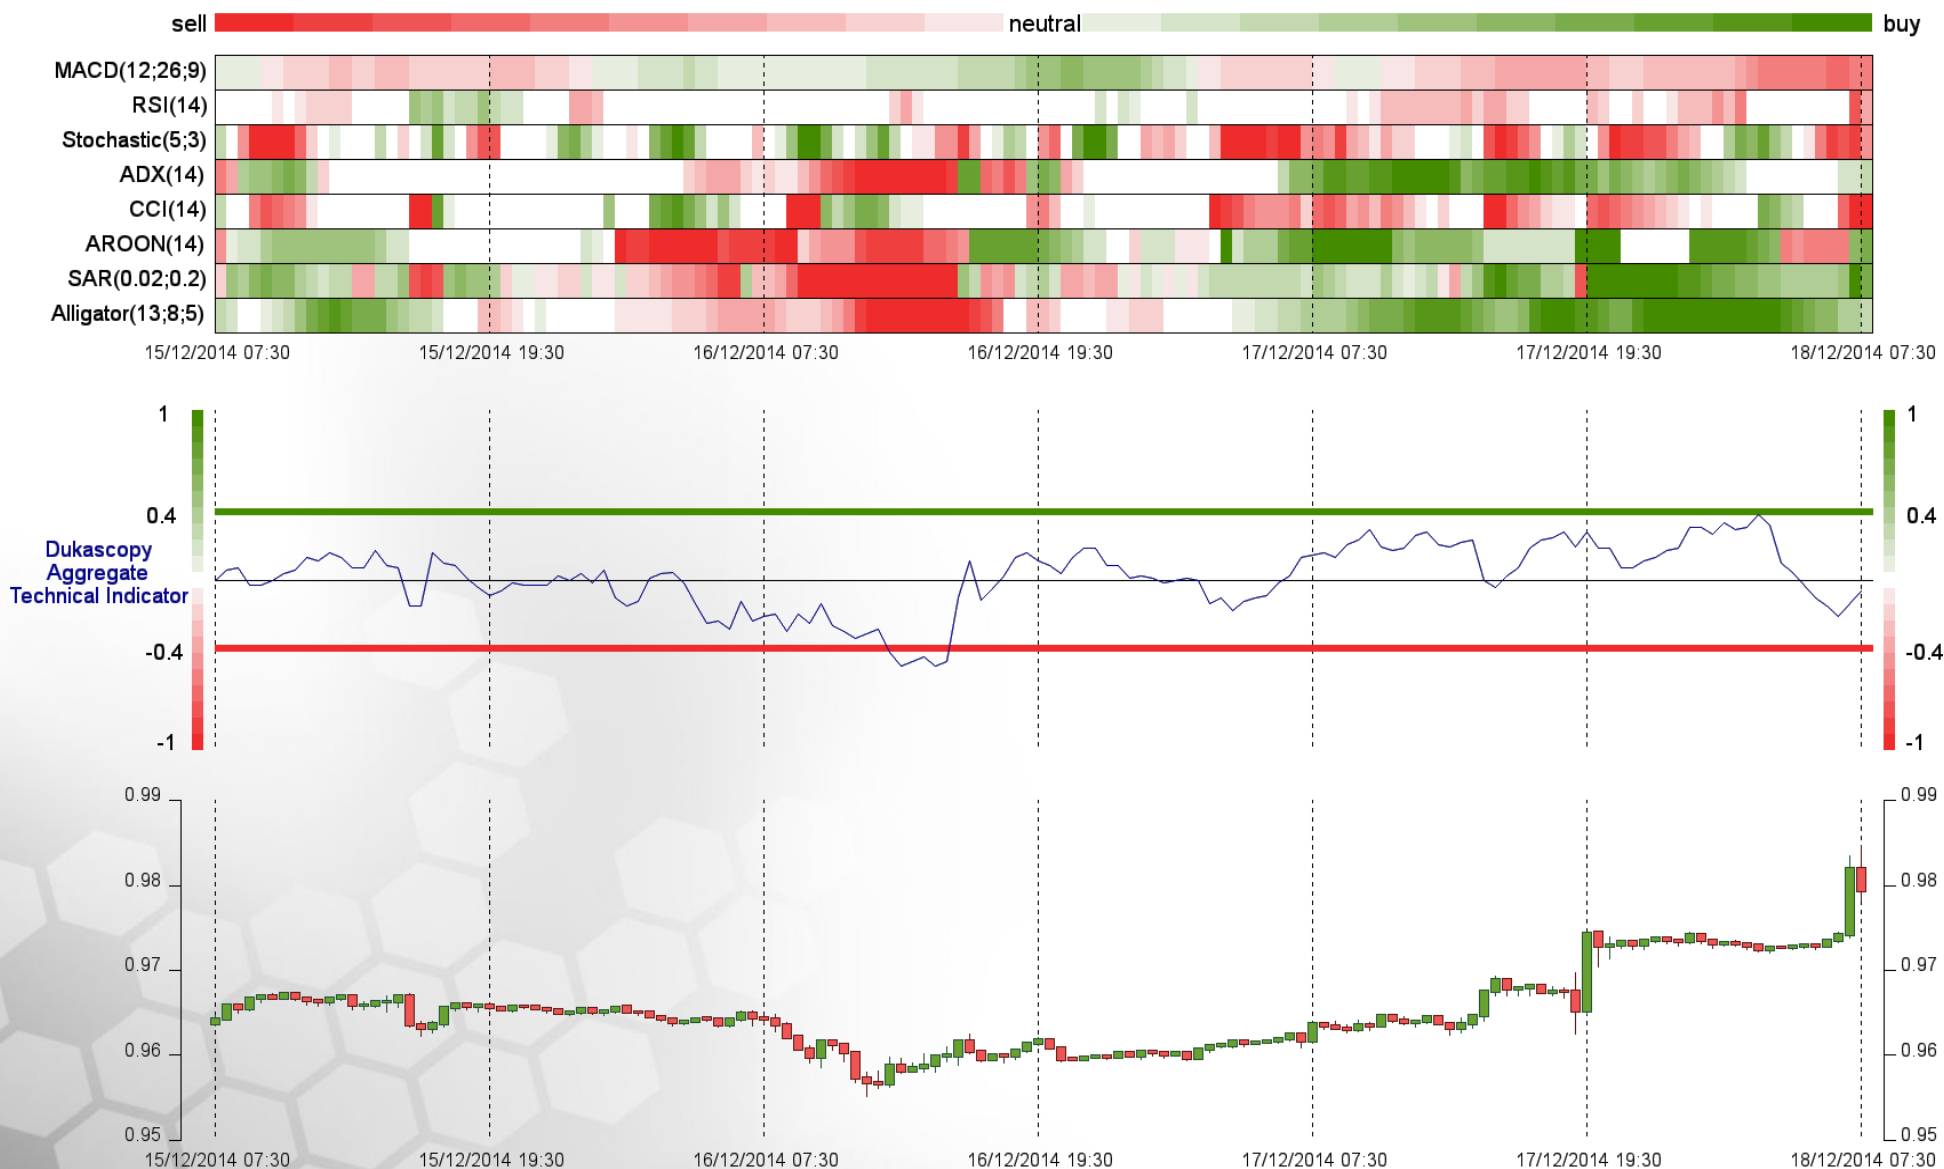 sell neutral buy
MACD(12;26;9)
RSI(14)
Stochastic(5;3)
ADX(14)
CCI(14)
AROON(14)
SAR(0.02;0.2)
Alligator(13;8;5)
15/12/2014 07:30 15/12/2014 19:30 16/12/2014 07:30 16/12/2014 19:30 17/12/2014 07:30 17/12/2014 19:30 18/12/2014 07:30
1 1
0.4 0.4
Dukascopy
Aggregate
Technical Indicator
-0.4 -0.4
-1 -1
0.99 0.99
0.98 0.98
0.97 0.97
0.96 0.96
0.95 0.95
15/12/2014 07:30 15/12/2014 19:30 16/12/2014 07:30 16/12/2014 19:30 17/12/2014 07:30 17/12/2014 19:30 18/12/2014 07:30